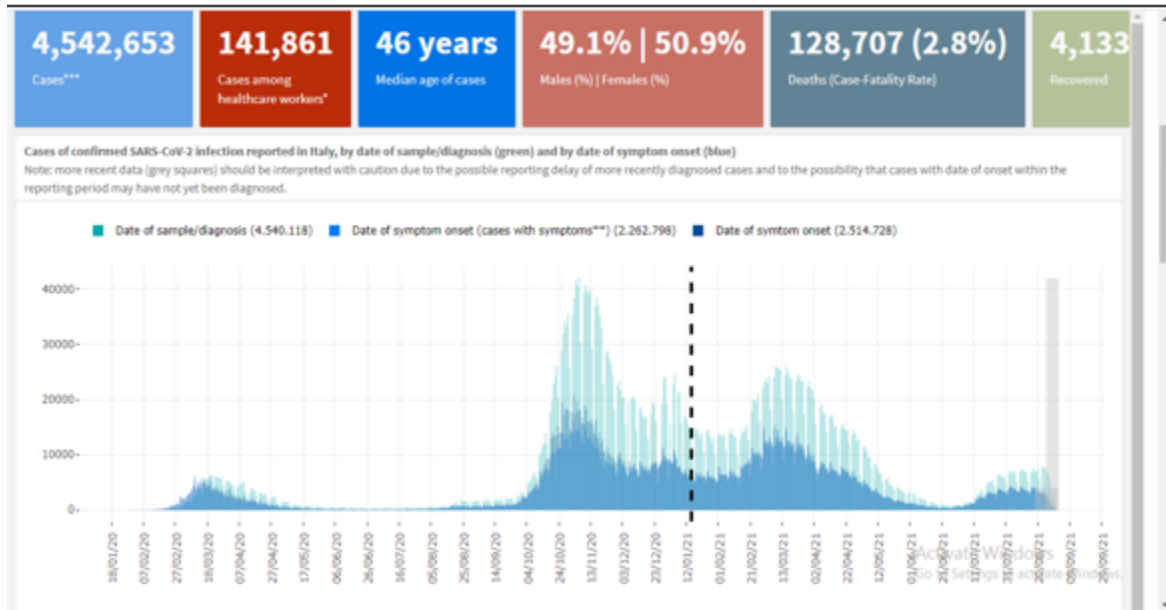 4,542,653
Cases***
141,861
Cases among
healthcare workers*
46 years
Median age of cases
49.1% | 50.9%
Males (%) | Females (%)
128,707 (2.8%)
Deaths (Case-Fatality Rate)
4,133
Recovered
Cases of confirmed SARS-CoV-2 infection reported in Italy, by date of sample/diagnosis (green) and by date of symptom onset (blue)
Note: more recent data (grey squares) should be interpreted with caution due to the possible reporting delay of more recently diagnosed cases and to the possibility that cases with date of onset within the
reporting period may have not yet been diagnosed.
Date of sample/diagnosis (4.540.118) Date of symptom onset (cases with symptoms***) (2.262.798) Date of symtom onset (2.514.728)
40000
30000
20000
10000
0
18/01/20
07/02/20
27/02/20
18/03/20
07/04/20
27/04/20
17/05/20
06/06/20
26/06/20
16/07/20
05/08/20
25/08/20
14/09/20
04/10/20
24/10/20
13/11/20
03/12/20
23/12/20
12/01/21
01/02/21
21/02/21
13/03/21
02/04/21
22/04/21
12/05/21
01/06/21
21/06/21
11/07/21
20/08/21
09/09/21
Activate Windows
Go to Settings to activate Windows.